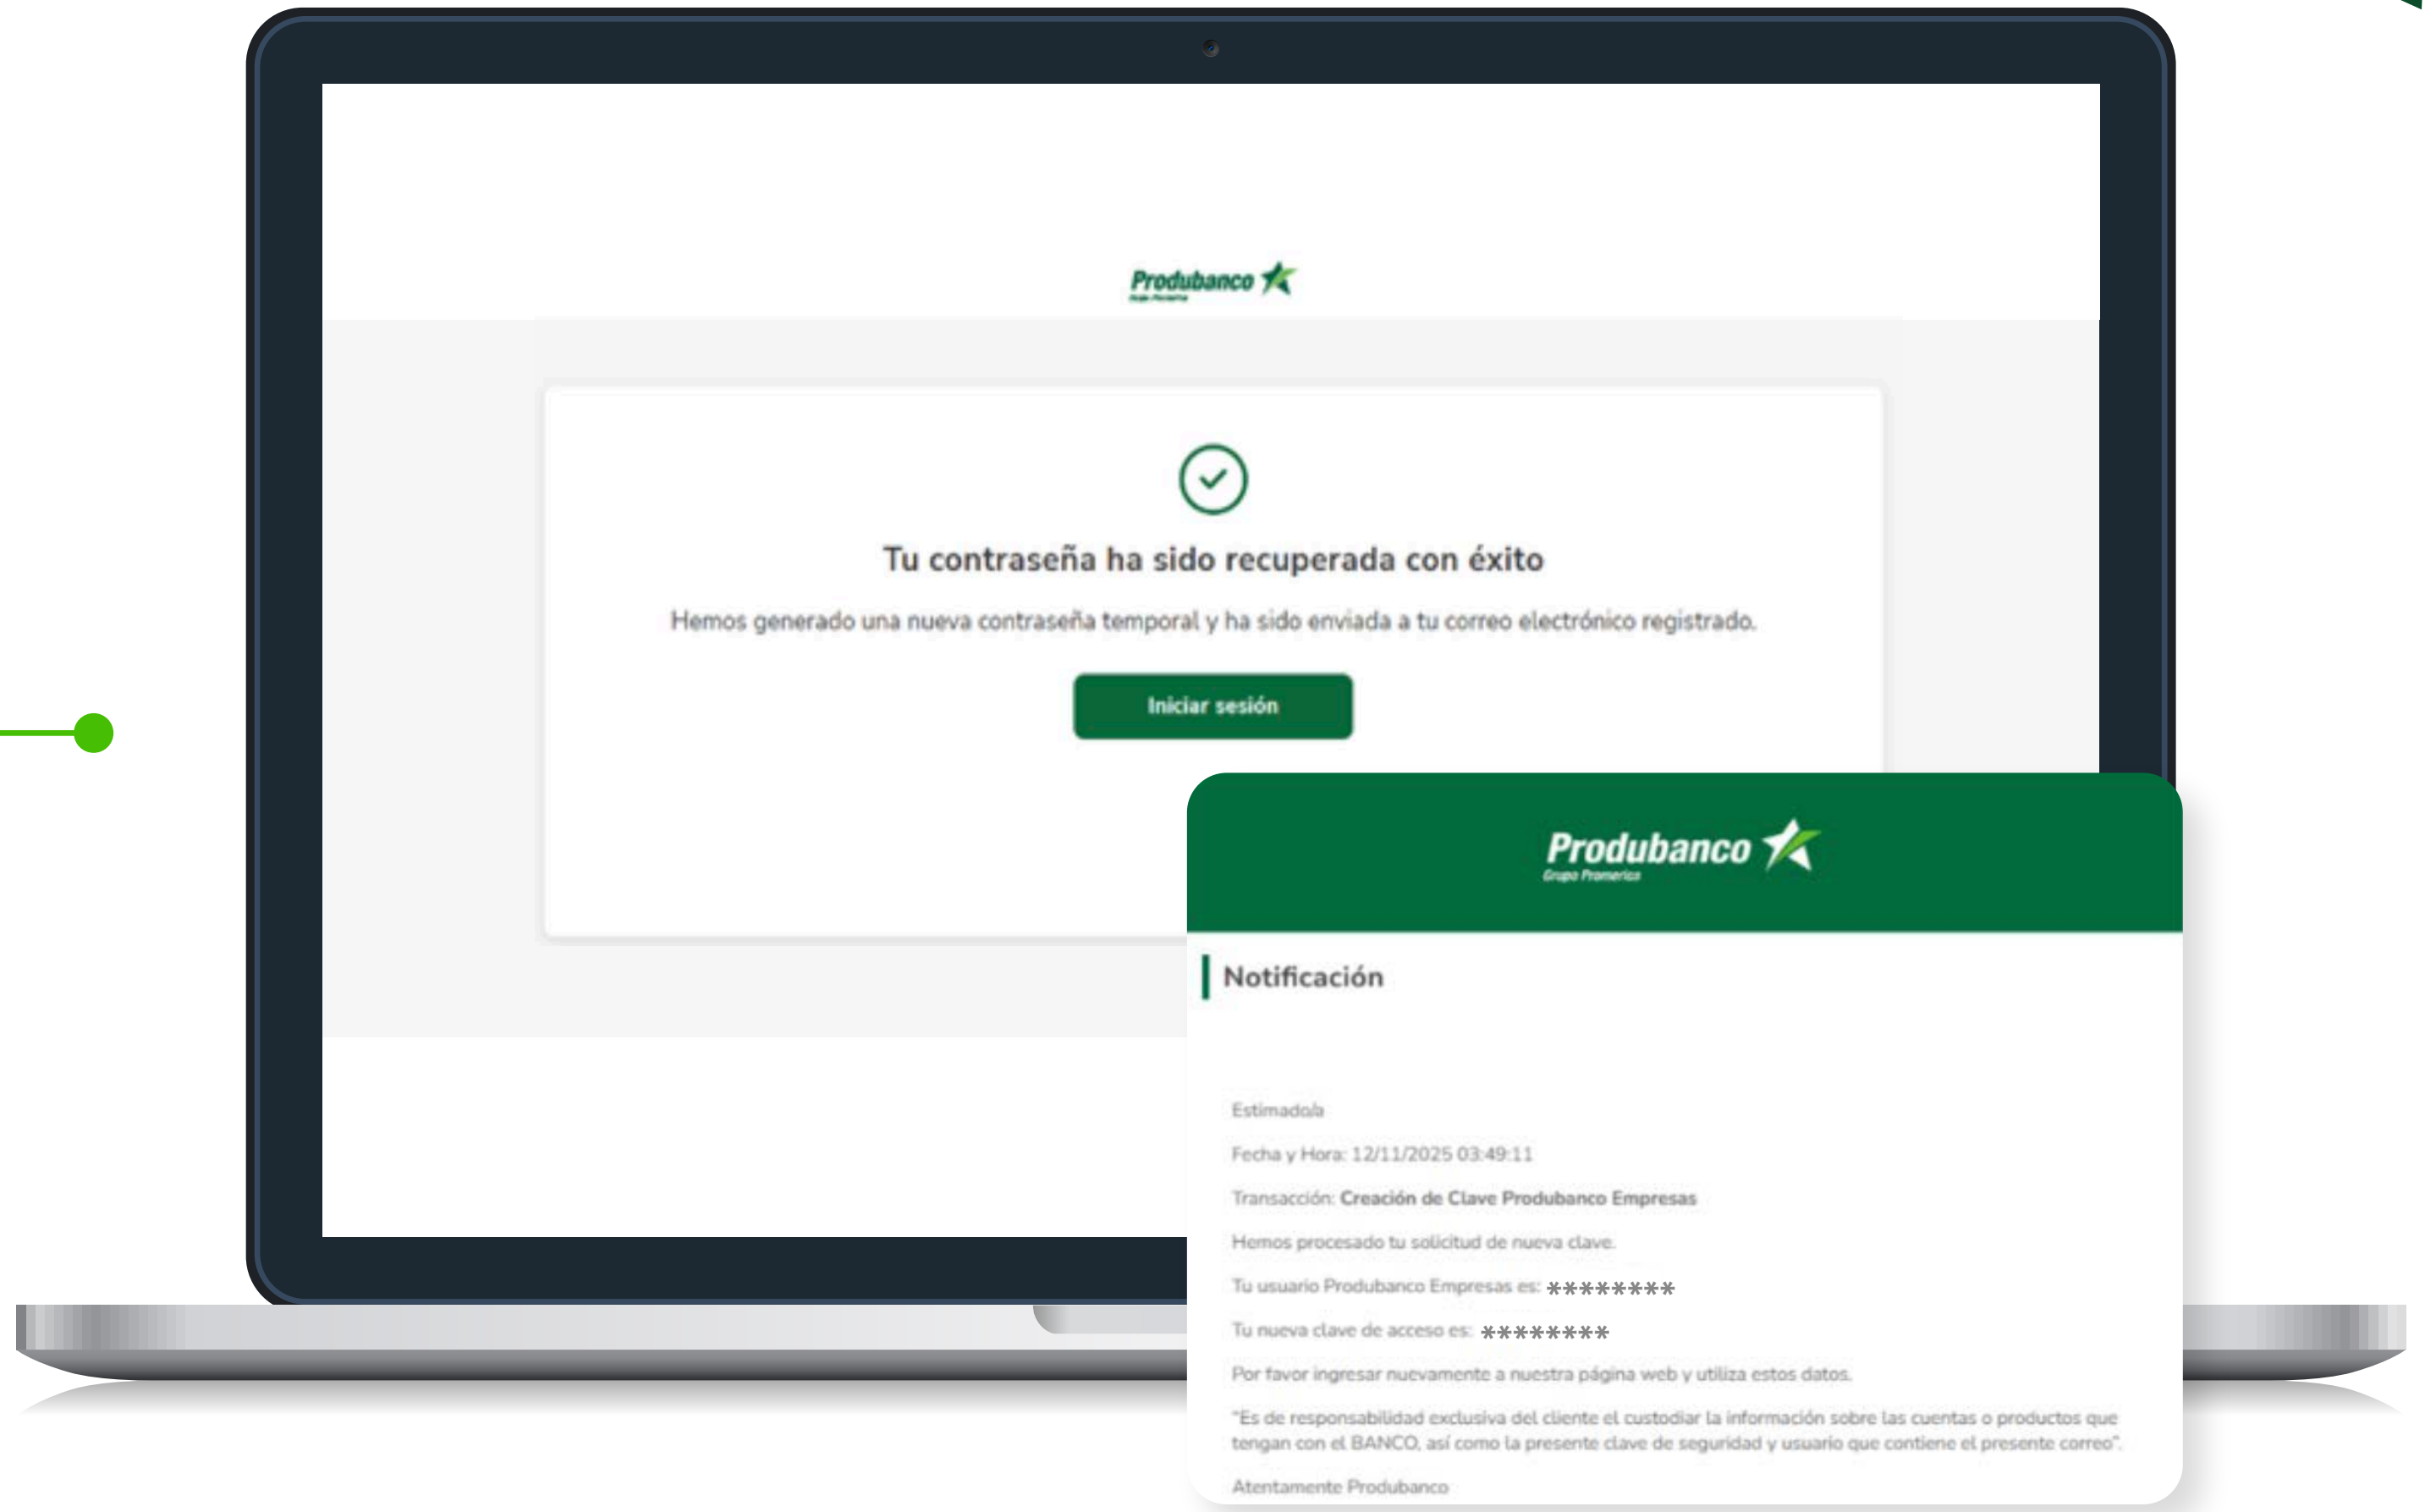 Produbanco
Grupo Promerica
Tu contraseña ha sido recuperada con éxito
Hemos generado una nueva contraseña temporal y ha sido enviada a tu correo electrónico registrado.
Iniciar sesión
Produbanco
Grupo Promerica
Notificación
Estimado/a
Fecha y Hora: 12/11/2025 03:49:11
Transacción: Creación de Clave Produbanco Empresas
Hemos procesado tu solicitud de nueva clave.
Tu usuario Produbanco Empresas es: ********
Tu nueva clave de acceso es: ********
Por favor ingresar nuevamente a nuestra página web y utiliza estos datos.
"Es de responsabilidad exclusiva del cliente el custodiar la información sobre las cuentas o productos que
tengan con el BANCO, así como la presente clave de seguridad y usuario que contiene el presente correo".
Atentamente Produbanco